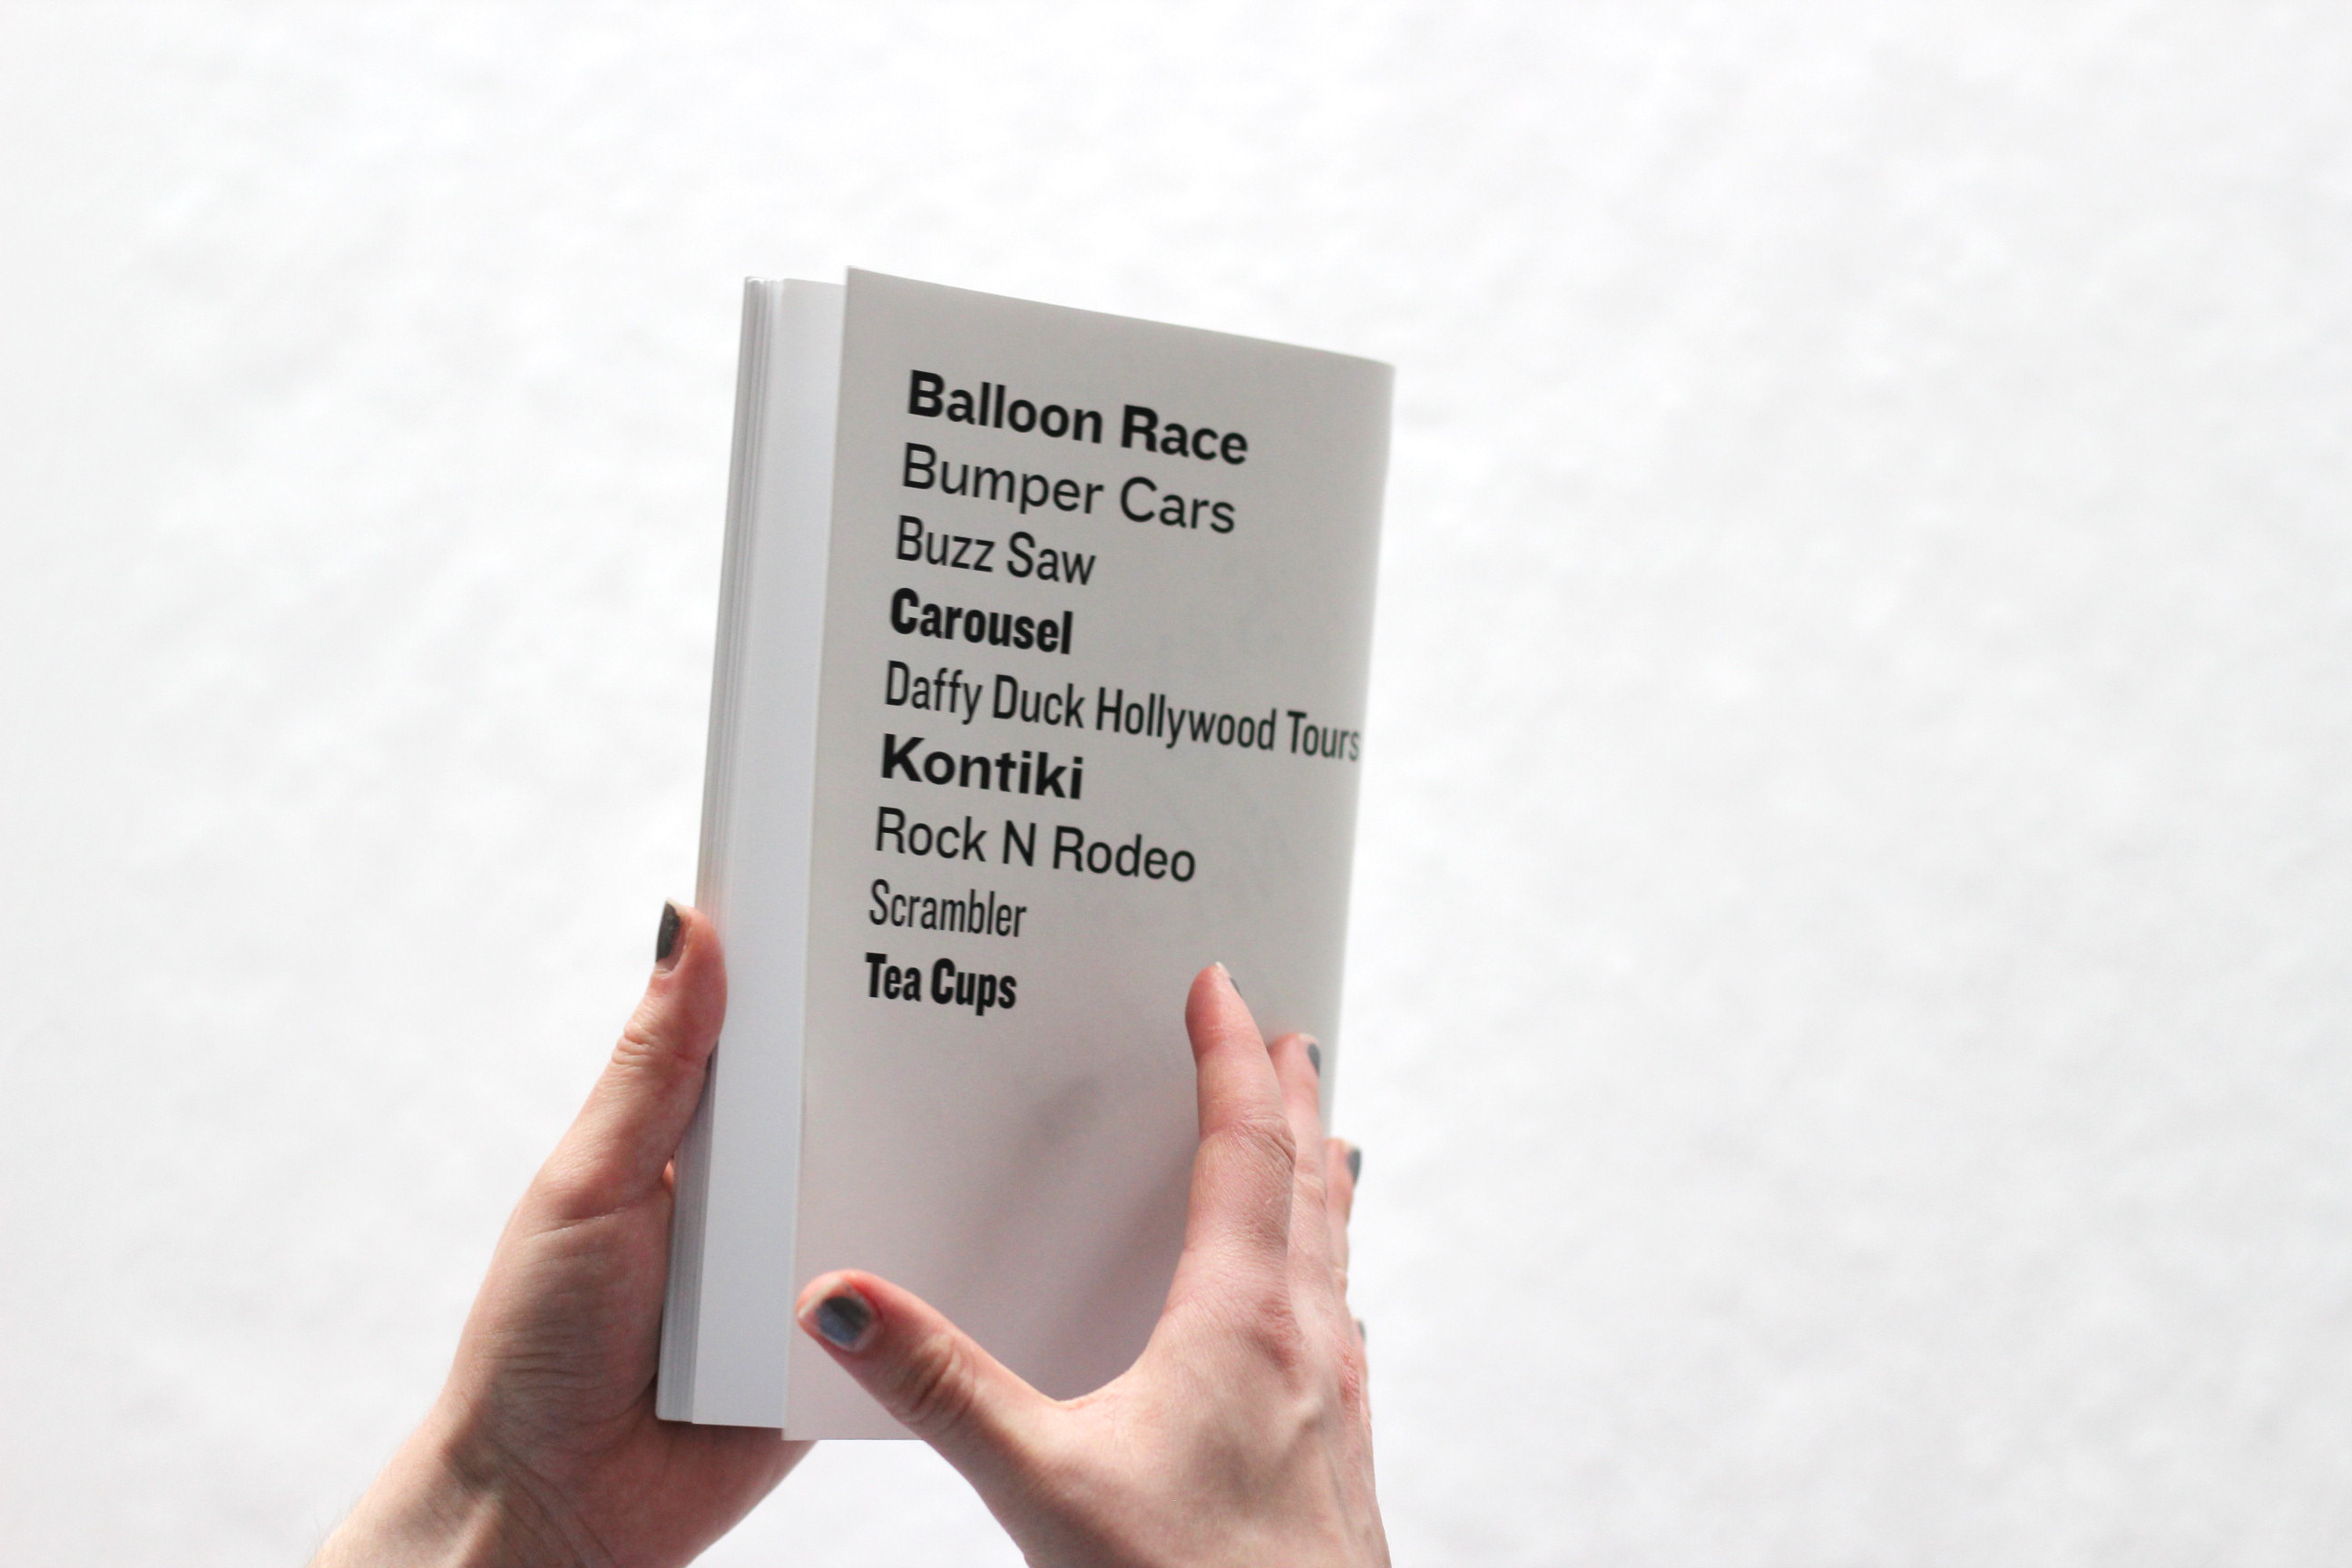 Balloon Race
Bumper Cars
Buzz Saw
Carousel
Daffy Duck Hollywood Tours
Kontiki
Rock N Rodeo
Scrambler
Tea Cups